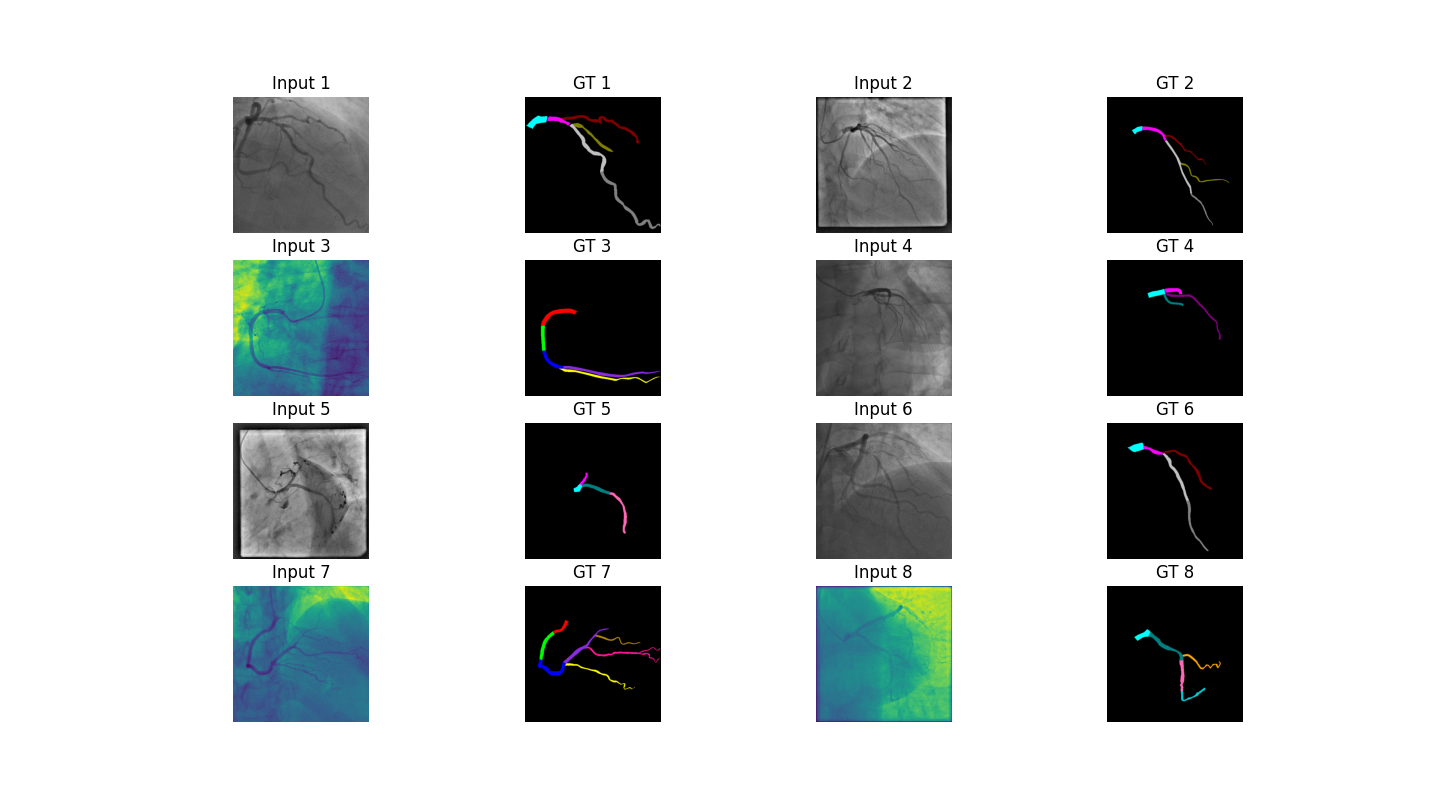 Input 1
GT 1
Input 2
GT 2
Input 3
GT 3
Input 4
GT 4
Input 5
GT 5
Input 6
GT 6
Input 7
GT 7
Input 8
GT 8